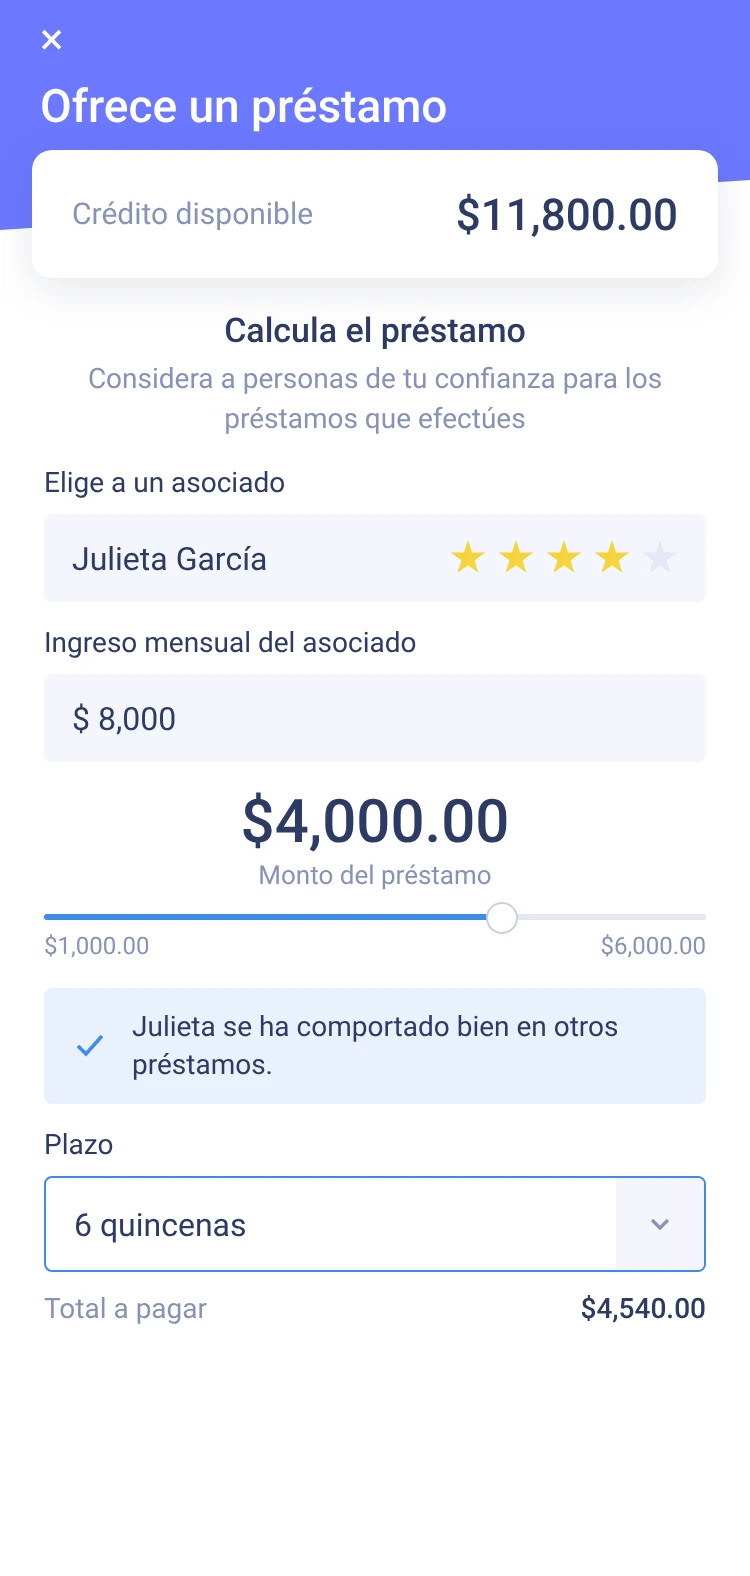 Ofrece un préstamo
Crédito disponible $11,800.00
Calcula el préstamo
Considera a personas de tu confianza para los
préstamos que efectúes
Elige a un asociado
Julieta García
Ingreso mensual del asociado
$ 8,000
$4,000.00
Monto del préstamo
$1,000.00 $6,000.00
Julieta se ha comportado bien en otros
préstamos.
Plazo
6 quincenas
Total a pagar $4,540.00